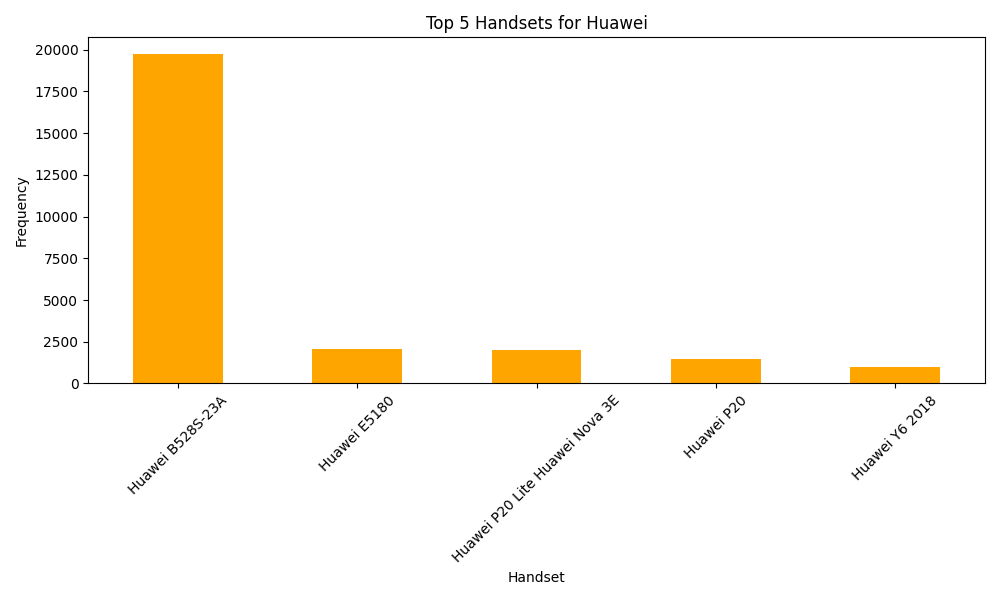 Top 5 Handsets for Huawei
20000
17500
15000
12500
10000
7500
5000
2500
0
Frequency
Huawei B528S-23A
Huawei E5180
Huawei P20 Lite Huawei Nova 3E
Huawei P20
Huawei Y6 2018
Handset